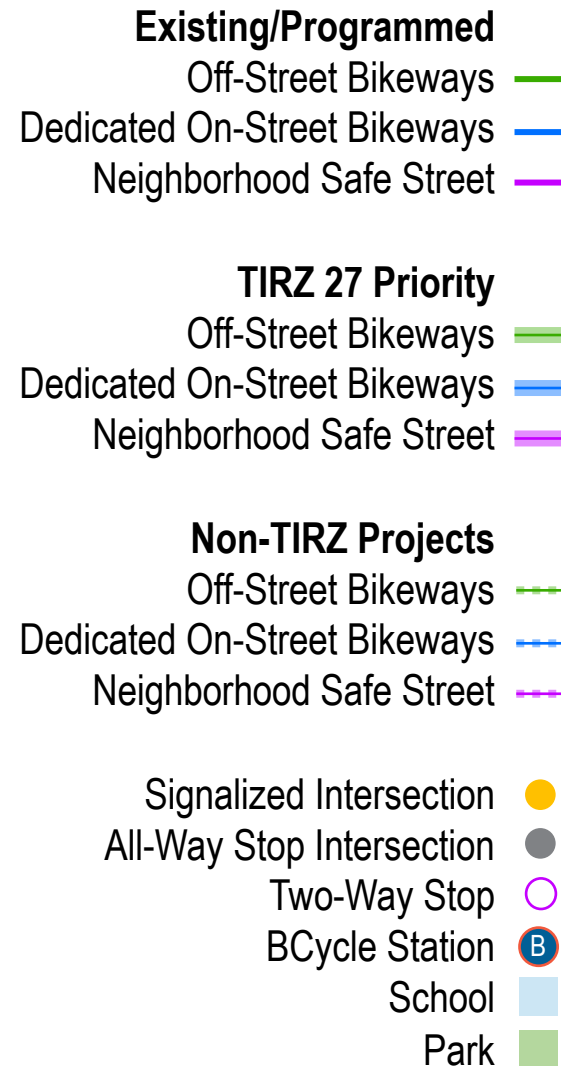 Existing/Programmed
Off-Street Bikeways
Dedicated On-Street Bikeways
Neighborhood Safe Street
TIRZ 27 Priority
Off-Street Bikeways
Dedicated On-Street Bikeways
Neighborhood Safe Street
Non-TIRZ Projects
Off-Street Bikeways
Dedicated On-Street Bikeways
Neighborhood Safe Street
Signalized Intersection
All-Way Stop Intersection
Two-Way Stop
BCycle Station B
School
Park